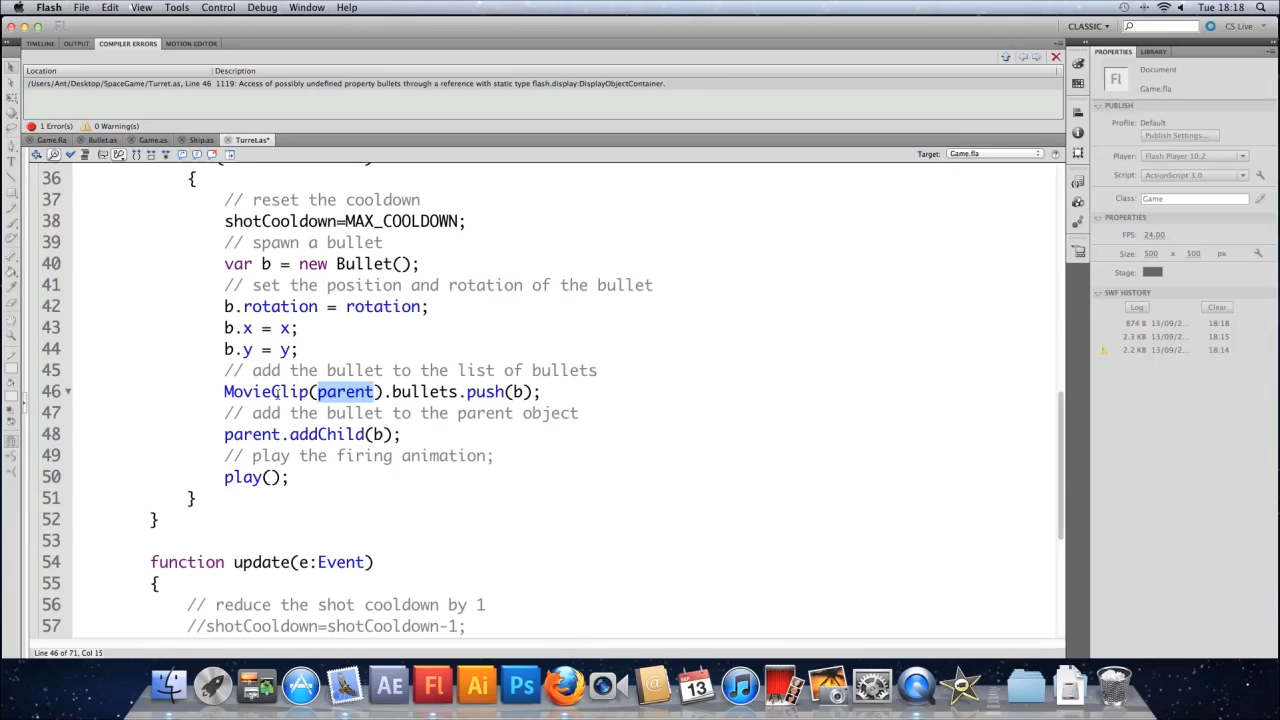 Flash File Edit View Tools Control Debug Window Help Tue 18:18
CLASSIC CS Live
TIMELINE OUTPUT COMPILER ERRORS MOTION EDITOR PROPERTIES LIBRARY
Location Description
/Users/Ant/Desktop/SpaceGame/Turret.as, Line 46 1119: Access of possibly undefined property bullets through a reference with static type flash.display:DisplayObjectContainer.
1 Error(s) 0 Warning(s)
Game.fla Bullet.as Game.as Ship.as Turret.as*
Target: Game.fla
36 {
37 // reset the cooldown
38 shotCooldown=MAX_COOLDOWN;
39 // spawn a bullet
40 var b = new Bullet();
41 // set the position and rotation of the bullet
42 b.rotation = rotation;
43 b.x = x;
44 b.y = y;
45 // add the bullet to the list of bullets
46 MovieClip(parent).bullets.push(b);
47 // add the bullet to the parent object
48 parent.addChild(b);
49 // play the firing animation;
50 play();
51 }
52 }
53
54 function update(e:Event)
55 {
56 // reduce the shot cooldown by 1
57 //shotCooldown=shotCooldown-1;
Line 46 of 71, Col 15
Fl
Document
Game.fla
PUBLISH
Profile: Default
Publish Settings...
Player: Flash Player 10.2
Script: ActionScript 3.0
Class: Game
PROPERTIES
FPS: 24.00
Size: 500 x 500 px
Stage:
SWF HISTORY
Log Clear
874 B 13/09/2... 18:18
2.3 KB 13/09/2... 18:15
2.2 KB 13/09/2... 18:14
AE Fl Ai Ps 13